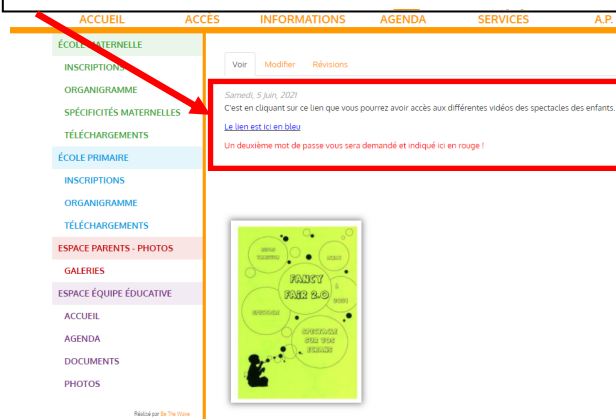 ACCUEIL ACCÈS INFORMATIONS AGENDA SERVICES A.P.
ÉCOLE MATERNELLE
INSCRIPTIONS
ORGANIGRAMME
SPÉCIFICITÉS MATERNELLES
TÉLÉCHARGEMENTS
ÉCOLE PRIMAIRE
INSCRIPTIONS
ORGANIGRAMME
TÉLÉCHARGEMENTS
ESPACE PARENTS - PHOTOS
GALERIES
ESPACE ÉQUIPE ÉDUCATIVE
ACCUEIL
AGENDA
DOCUMENTS
PHOTOS
Réalisé par Be The Wave
Voir Modifier Révisions
Samedi, 5 Juin, 2021
C'est en cliquant sur ce lien que vous pourrez avoir accès aux différentes vidéos des spectacles des enfants.
Le lien est ici en bleu
Un deuxième mot de passe vous sera demandé et indiqué ici en rouge !
FANCY
FAIR 2.0
SPECTACLE
SPECTACLE
SUR VOS
ECRANS